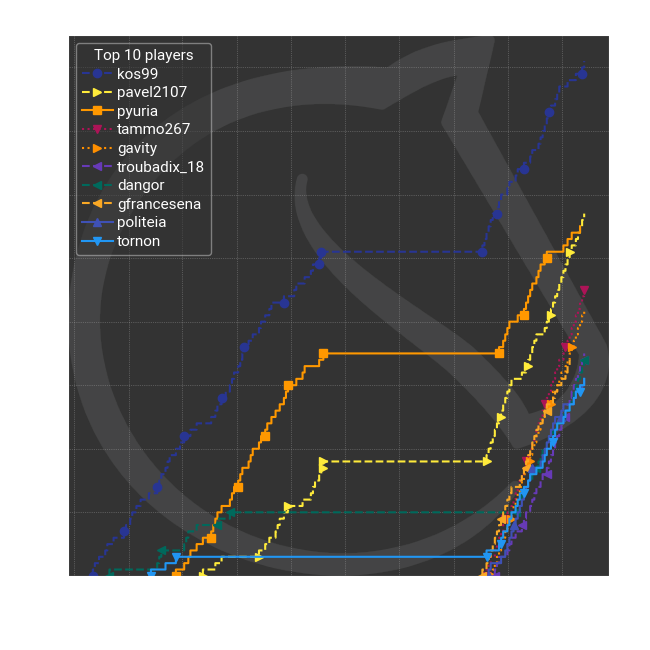 Top 10 players
kos99
pavel2107
pyuria
tammo267
gavity
troubadix_18
dangor
gfrancesena
politeia
tornon